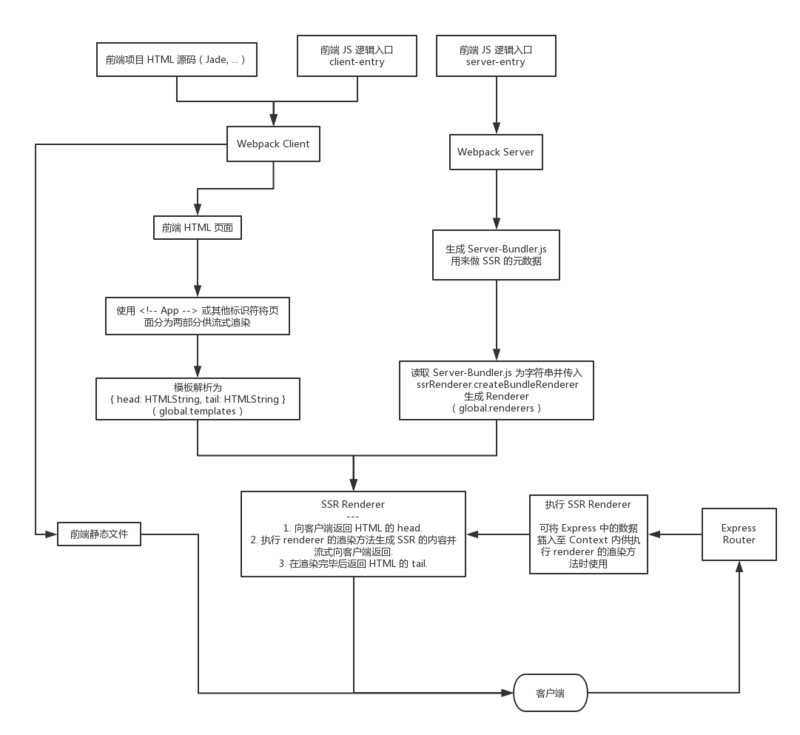 前端项目 HTML 源码（Jade, ...）
前端 JS 逻辑入口
client-entry
前端 JS 逻辑入口
server-entry
Webpack Client
Webpack Server
前端 HTML 页面
生成 Server-Bundler.js
用来做 SSR 的元数据
使用 <!-- App --> 或其他标识符将页
面分为两部分供流式渲染
读取 Server-Bundler.js 为字符串并传入
ssrRenderer.createBundleRenderer
生成 Renderer
（global.renderers）
模板解析为
{ head: HTMLString, tail: HTMLString }
（global.templates）
SSR Renderer
---
1. 向客户端返回 HTML 的 head.
2. 执行 renderer 的渲染方法生成 SSR 的内容并
流式向客户端返回.
3. 在渲染完毕后返回 HTML 的 tail.
执行 SSR Renderer
可将 Express 中的数据
插入至 Context 内供执
行 renderer 的渲染方
法时使用
Express
Router
前端静态文件
客户端